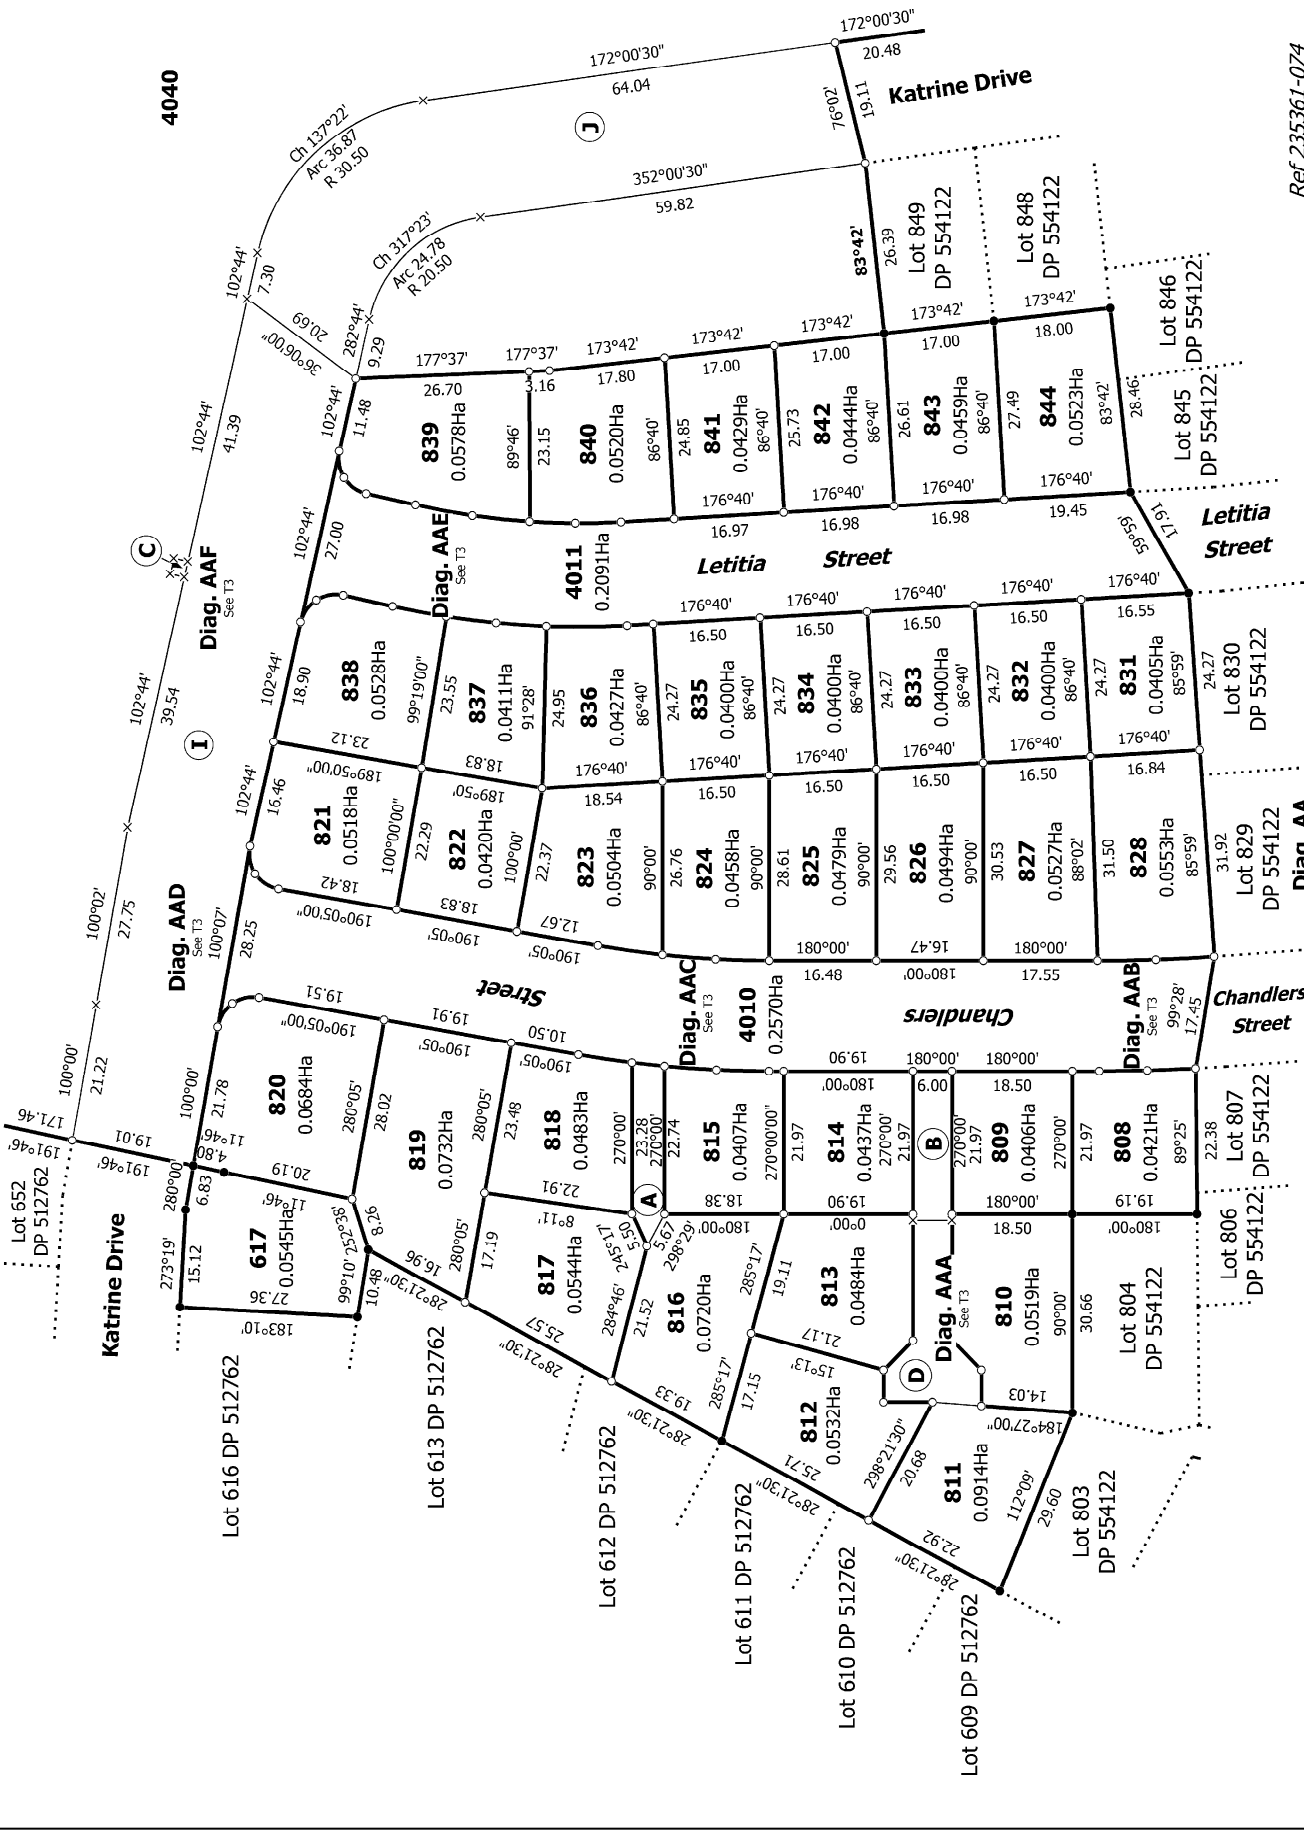 4040
172°00'30"
20.48
172°00'30"
64.04
Ch 137°22'
Arc 36.87
R 30.50
J
76°02'
19.11
Katrine Drive
Ref 235361-074
352°00'30"
59.82
Ch 317°23'
Arc 24.78
R 20.50
102°44'
7.30
36°06'00"
20.69
282°44'
9.29
83°42'
26.39
Lot 849
DP 554122
Lot 848
DP 554122
Lot 846
DP 554122
Lot 845
DP 554122
102°44'
41.39
102°44'
11.48
177°37'
26.70
177°37'
3.16
173°42'
17.80
173°42'
17.00
173°42'
17.00
173°42'
17.00
173°42'
18.00
839
0.0578Ha
89°46'
23.15
840
0.0520Ha
86°40'
24.85
841
0.0429Ha
86°40'
25.73
842
0.0444Ha
86°40'
26.61
843
0.0459Ha
86°40'
27.49
844
0.0523Ha
83°42'
28.46
176°40'
16.97
176°40'
16.98
176°40'
16.98
176°40'
19.45
C
Diag. AAF
See T3
102°44'
27.00
Diag. AAE
See T3
4011
0.2091Ha
Letitia
Street
59°59'
17.91
Letitia
Street
102°44'
39.54
I
102°44'
18.90
838
0.0528Ha
99°19'00"
23.55
837
0.0411Ha
91°28'
24.95
836
0.0427Ha
86°40'
24.27
835
0.0400Ha
86°40'
24.27
834
0.0400Ha
86°40'
24.27
833
0.0400Ha
86°40'
24.27
832
0.0400Ha
86°40'
24.27
831
0.0405Ha
85°59'
24.27
Lot 830
DP 554122
176°40'
16.50
176°40'
16.50
176°40'
16.50
176°40'
16.50
176°40'
16.55
23.12
189°50'00"
18.83
189°50'
176°40'
18.54
176°40'
16.50
176°40'
16.50
176°40'
16.50
176°40'
16.50
176°40'
16.84
102°44'
16.46
821
0.0518Ha
100°00'00"
22.29
822
0.0420Ha
100°00'
22.37
823
0.0504Ha
90°00'
26.76
824
0.0458Ha
90°00'
28.61
825
0.0479Ha
90°00'
29.56
826
0.0494Ha
90°00'
30.53
827
0.0527Ha
88°02'
31.50
828
0.0553Ha
85°59'
31.92
Lot 829
DP 554122
Diag. AA
100°02'
27.75
Diag. AAD
See T3
100°07'
28.25
18.42
190°05'00"
18.83
190°05'
12.67
190°05'
180°00'
16.48
16.47
180°00'
180°00'
17.55
Street
Diag. AAC
See T3
4010
0.2570Ha
Chandlers
Diag. AAB
See T3
99°28'
17.45
Chandlers
Street
19.51
190°05'00"
19.91
190°05'
10.50
190°05'
19.90
180°00'
180°00'
6.00
180°00'
18.50
171.46
191°46'
100°00'
21.22
19.01
191°46'
100°00'
21.78
11°46'
4.80
280°00'
6.83
20.19
11°46'
820
0.0684Ha
280°05'
28.02
819
0.0732Ha
280°05'
23.48
818
0.0483Ha
270°00'
23.28
270°00'
22.74
815
0.0407Ha
270°00'00"
21.97
814
0.0437Ha
270°00'
21.97
B
270°00'
21.97
809
0.0406Ha
270°00'
21.97
808
0.0421Ha
89°25'
22.38
Lot 807
DP 554122
Lot 652
DP 512762
Katrine Drive
273°19'
15.12
617
0.0545Ha
27.36
183°10'
252°38'
8.26
99°10'
10.48
16.96
28°21'30"
280°05'
17.19
22.91
8°11'
A
245°17'
5.50
5.67
298°29'
18.38
180°00'
19.90
0°00'
180°00'
18.50
19.19
180°00'
Lot 806
DP 554122
817
0.0544Ha
284°46'
21.52
25.57
28°21'30"
816
0.0720Ha
285°17'
19.11
813
0.0484Ha
Diag. AAA
See T3
810
0.0519Ha
90°00'
30.66
Lot 804
DP 554122
19.33
28°21'30"
285°17'
17.15
21.17
15°13'
D
14.03
184°27'00"
812
0.0532Ha
298°21'30"
20.68
25.71
28°21'30"
811
0.0914Ha
22.92
28°21'30"
112°09'
29.60
Lot 803
DP 554122
Lot 616 DP 512762
Lot 613 DP 512762
Lot 612 DP 512762
Lot 611 DP 512762
Lot 610 DP 512762
Lot 609 DP 512762